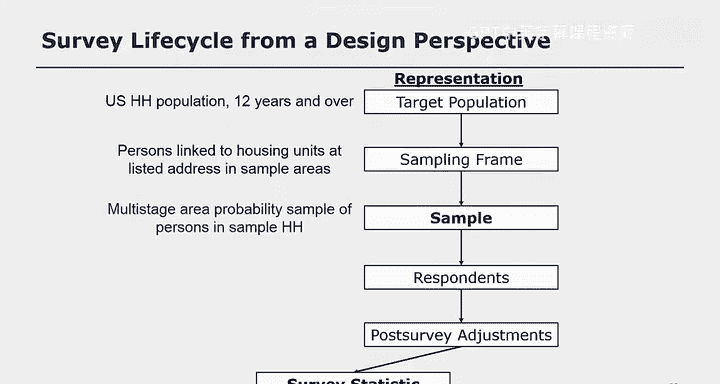 Survey Lifecycle from a Design Perspective
Representation
US HH population, 12 years and over
Target Population
Persons linked to housing units at
listed address in sample areas
Sampling Frame
Multistage area probability sample of
persons in sample HH
Sample
Respondents
Postsurvey Adjustments
Survey Statistic